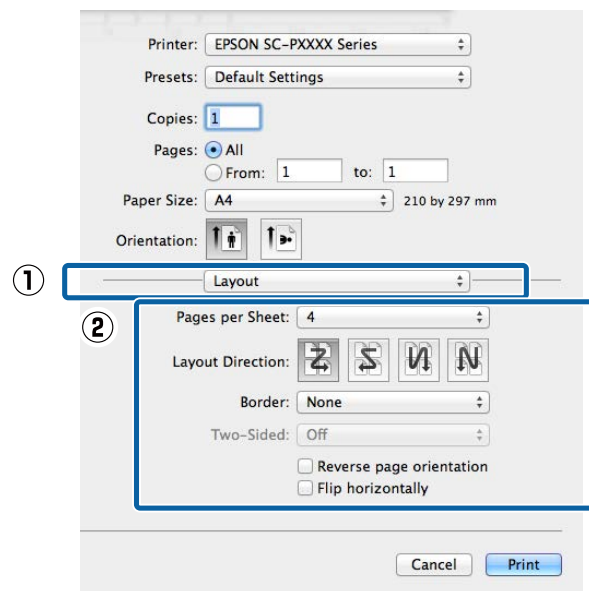 Printer: EPSON SC-PXXXX Series
Presets: Default Settings
Copies: 1
Pages: All
From: 1 to: 1
Paper Size: A4 210 by 297 mm
Orientation:
① Layout
②
Pages per Sheet: 4
Layout Direction:
Border: None
Two-Sided: Off
Reverse page orientation
Flip horizontally
Cancel Print